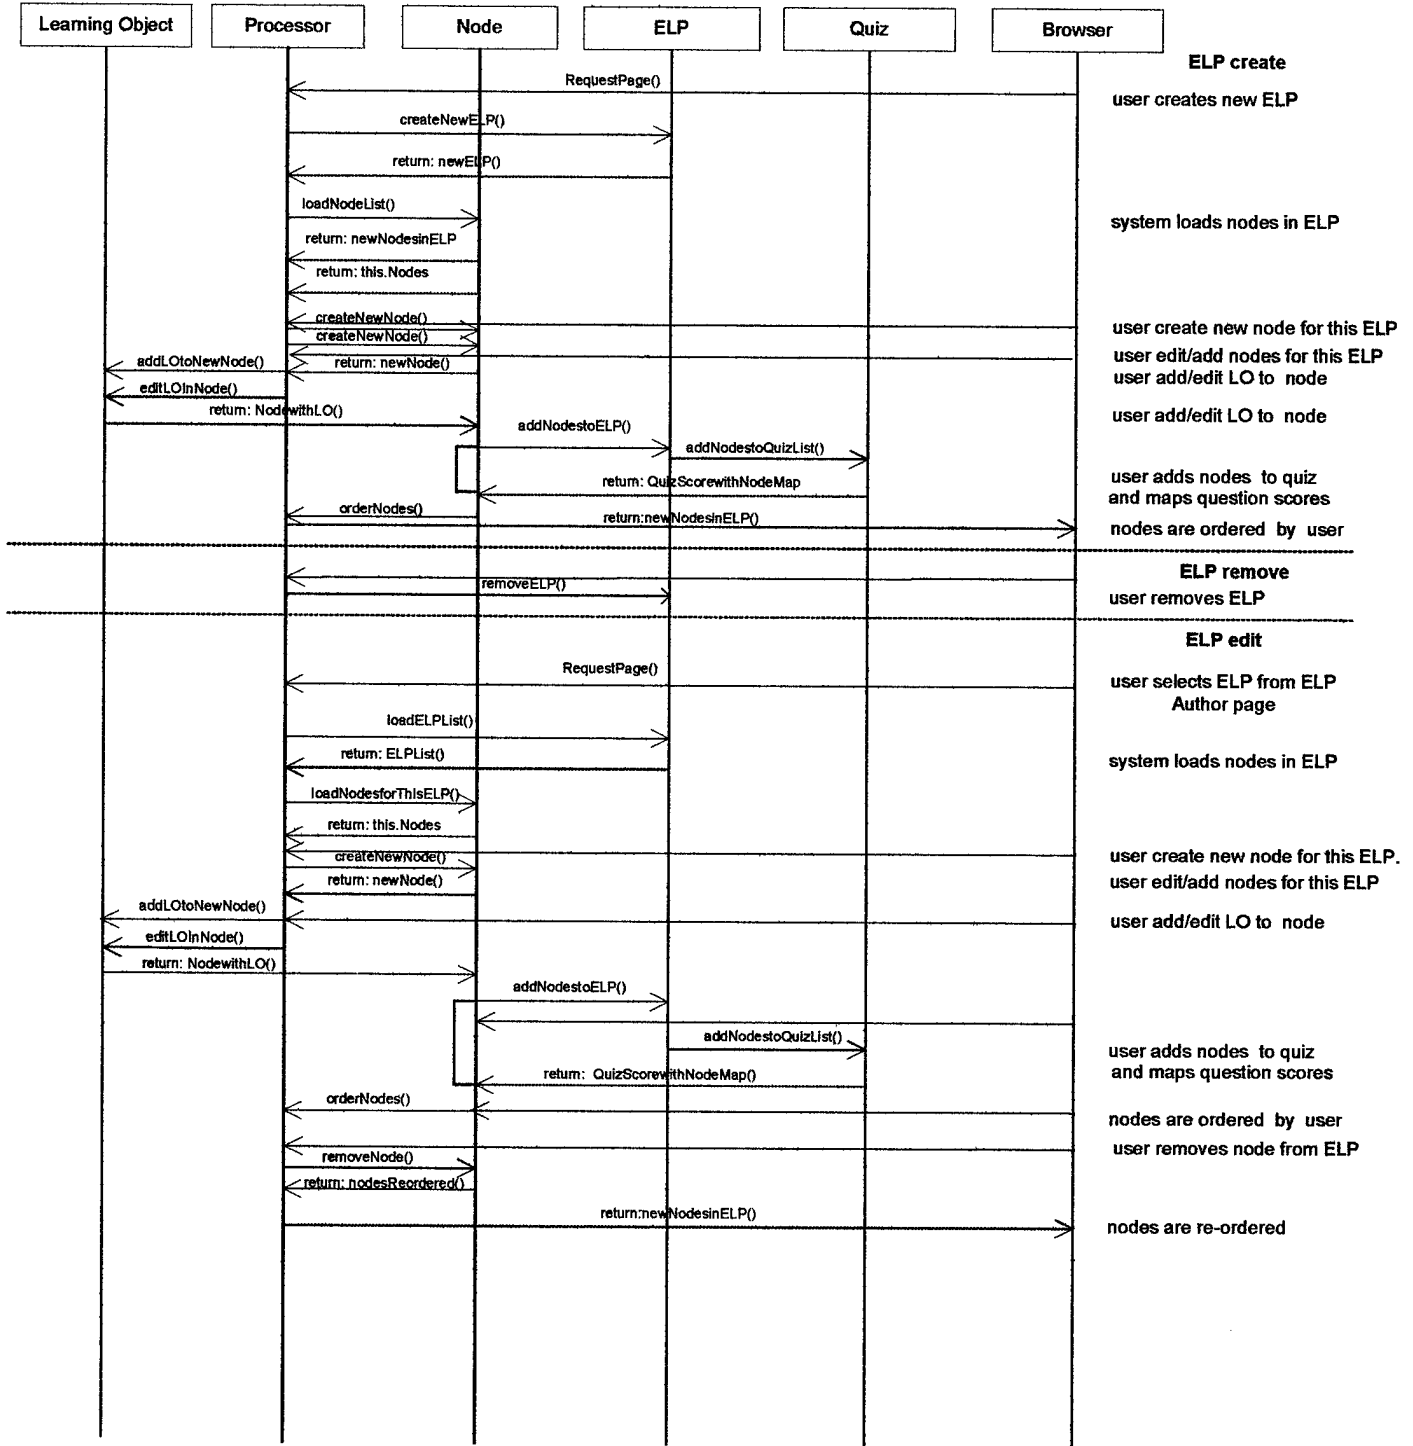 Learning Object
Processor
Node
ELP
Quiz
Browser
ELP create
RequestPage()
user creates new ELP
createNewELP()
return: newELP()
loadNodeList()
system loads nodes in ELP
return: newNodesinELP
return: this.Nodes
createNewNode()
user create new node for this ELP
createNewNode()
user edit/add nodes for this ELP
addLOtoNewNode()
return: newNode()
user add/edit LO to node
editLOInNode()
return: NodewithLO()
user add/edit LO to node
addNodestoELP()
addNodestoQuizList()
return: QuizScorewithNodeMap
user adds nodes to quiz
and maps question scores
orderNodes()
return:newNodesinELP()
nodes are ordered by user
ELP remove
removeELP()
user removes ELP
ELP edit
RequestPage()
user selects ELP from ELP
Author page
loadELPList()
return: ELPList()
system loads nodes in ELP
loadNodesforThisELP()
return: this.Nodes
createNewNode()
user create new node for this ELP.
return: newNode()
user edit/add nodes for this ELP
addLOtoNewNode()
user add/edit LO to node
editLOInNode()
return: NodewithLO()
addNodestoELP()
addNodestoQuizList()
user adds nodes to quiz
and maps question scores
return: QuizScorewithNodeMap()
orderNodes()
nodes are ordered by user
user removes node from ELP
removeNode()
return: nodesReordered()
return:newNodesinELP()
nodes are re-ordered